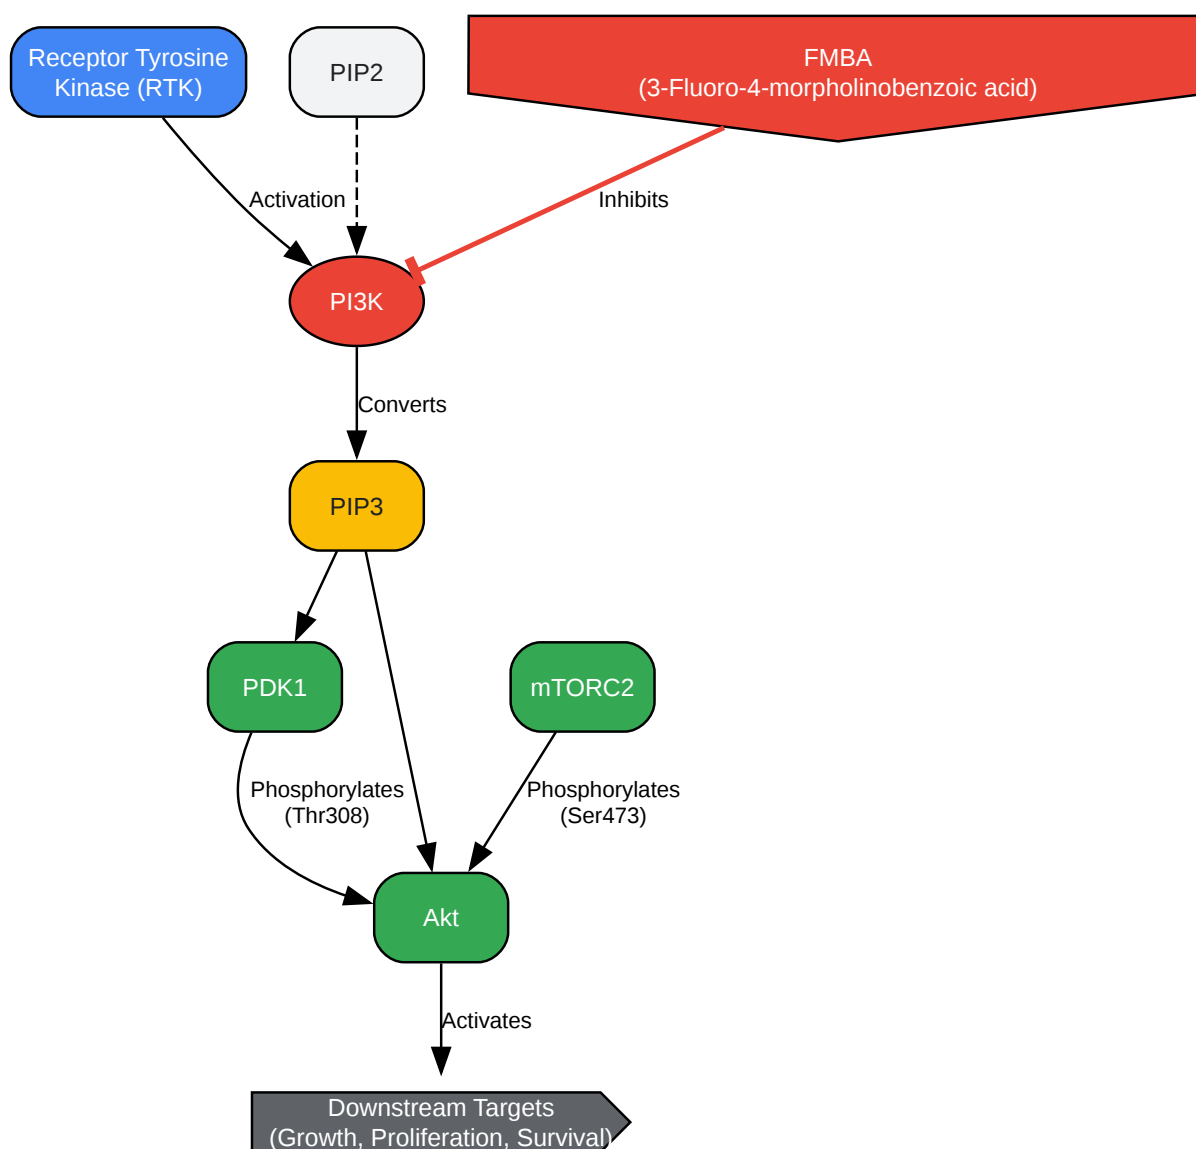 Receptor Tyrosine
Kinase (RTK)
PIP2
FMBA
(3-Fluoro-4-morpholinobenzoic acid)
Activation
Inhibits
PI3K
Converts
PIP3
PDK1
mTORC2
Phosphorylates
(Thr308)
Phosphorylates
(Ser473)
Akt
Activates
Downstream Targets
(Growth, Proliferation, Survival)